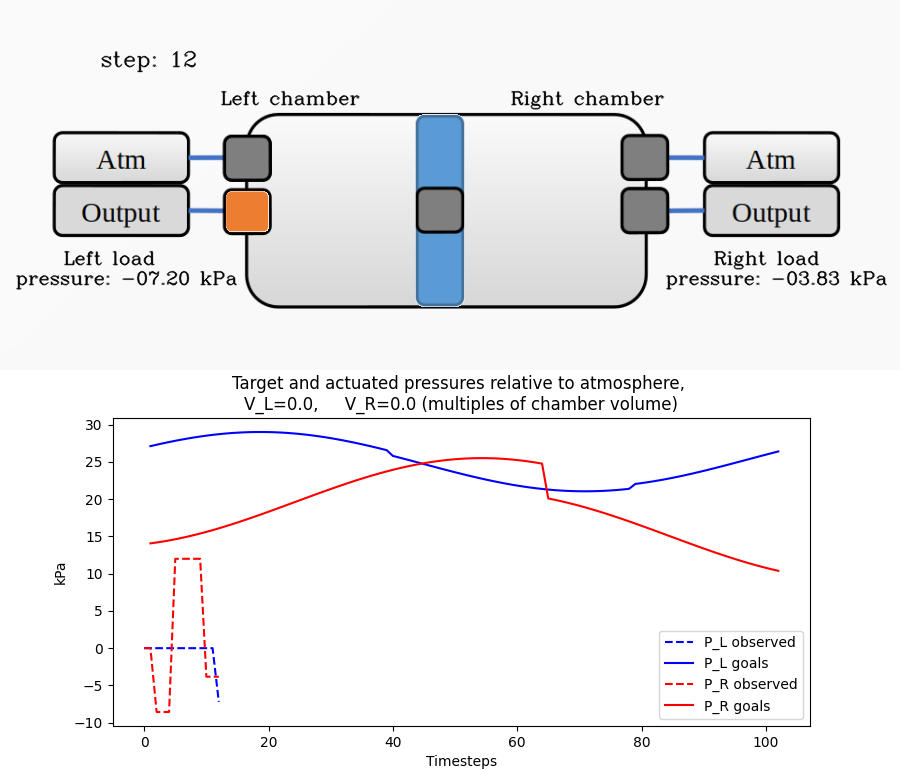 step: 12
Left chamber
Right chamber
Atm
Atm
Output
Output
Left load
pressure: -07.20 kPa
Right load
pressure: -03.83 kPa
Target and actuated pressures relative to atmosphere,
V_L=0.0, V_R=0.0 (multiples of chamber volume)
30
25
20
15
10
5
0
−5
−10
kPa
P_L observed
P_L goals
P_R observed
P_R goals
0 20 40 60 80 100
Timesteps